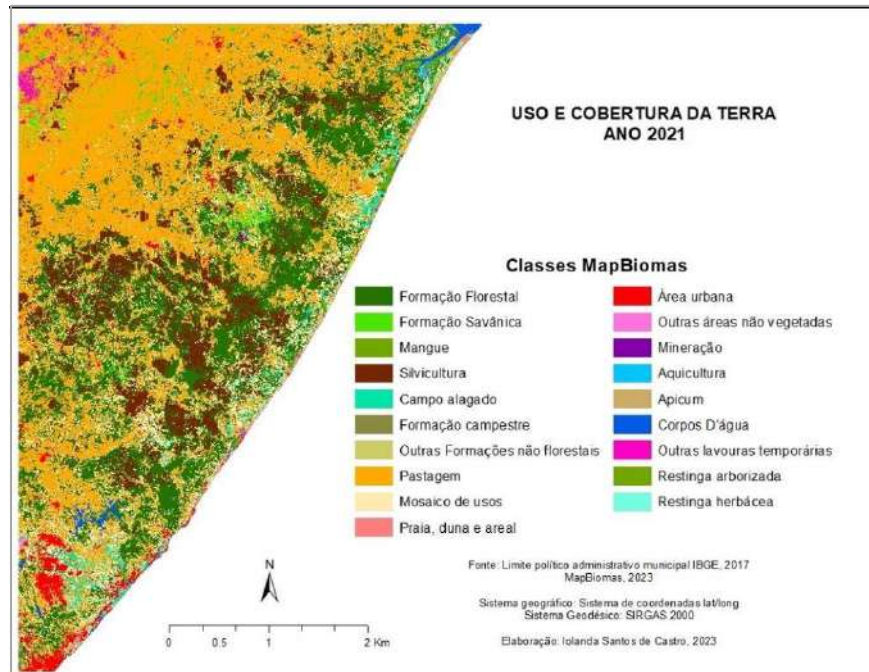 USO E COBERTURA DA TERRA
ANO 2021
Classes MapBiomas
Formação Florestal
Formação Savânica
Mangue
Silvicultura
Campo alagado
Formação campestre
Outras Formações não florestais
Pastagem
Mosaico de usos
Praia, duna e areal
Área urbana
Outras áreas não vegetadas
Mineração
Aquicultura
Apicum
Corpos D'água
Outras lavouras temporárias
Restinga arborizada
Restinga herbácea
N
0 0,5 1 2 Km
Fonte: Limite político administrativo municipal IBGE, 2017
MapBiomas, 2023
Sistema geográfico: Sistema de coordenadas lat/long
Sistema Geodésico: SIRGAS 2000
Elaboração: Iolanda Santos de Castro, 2023